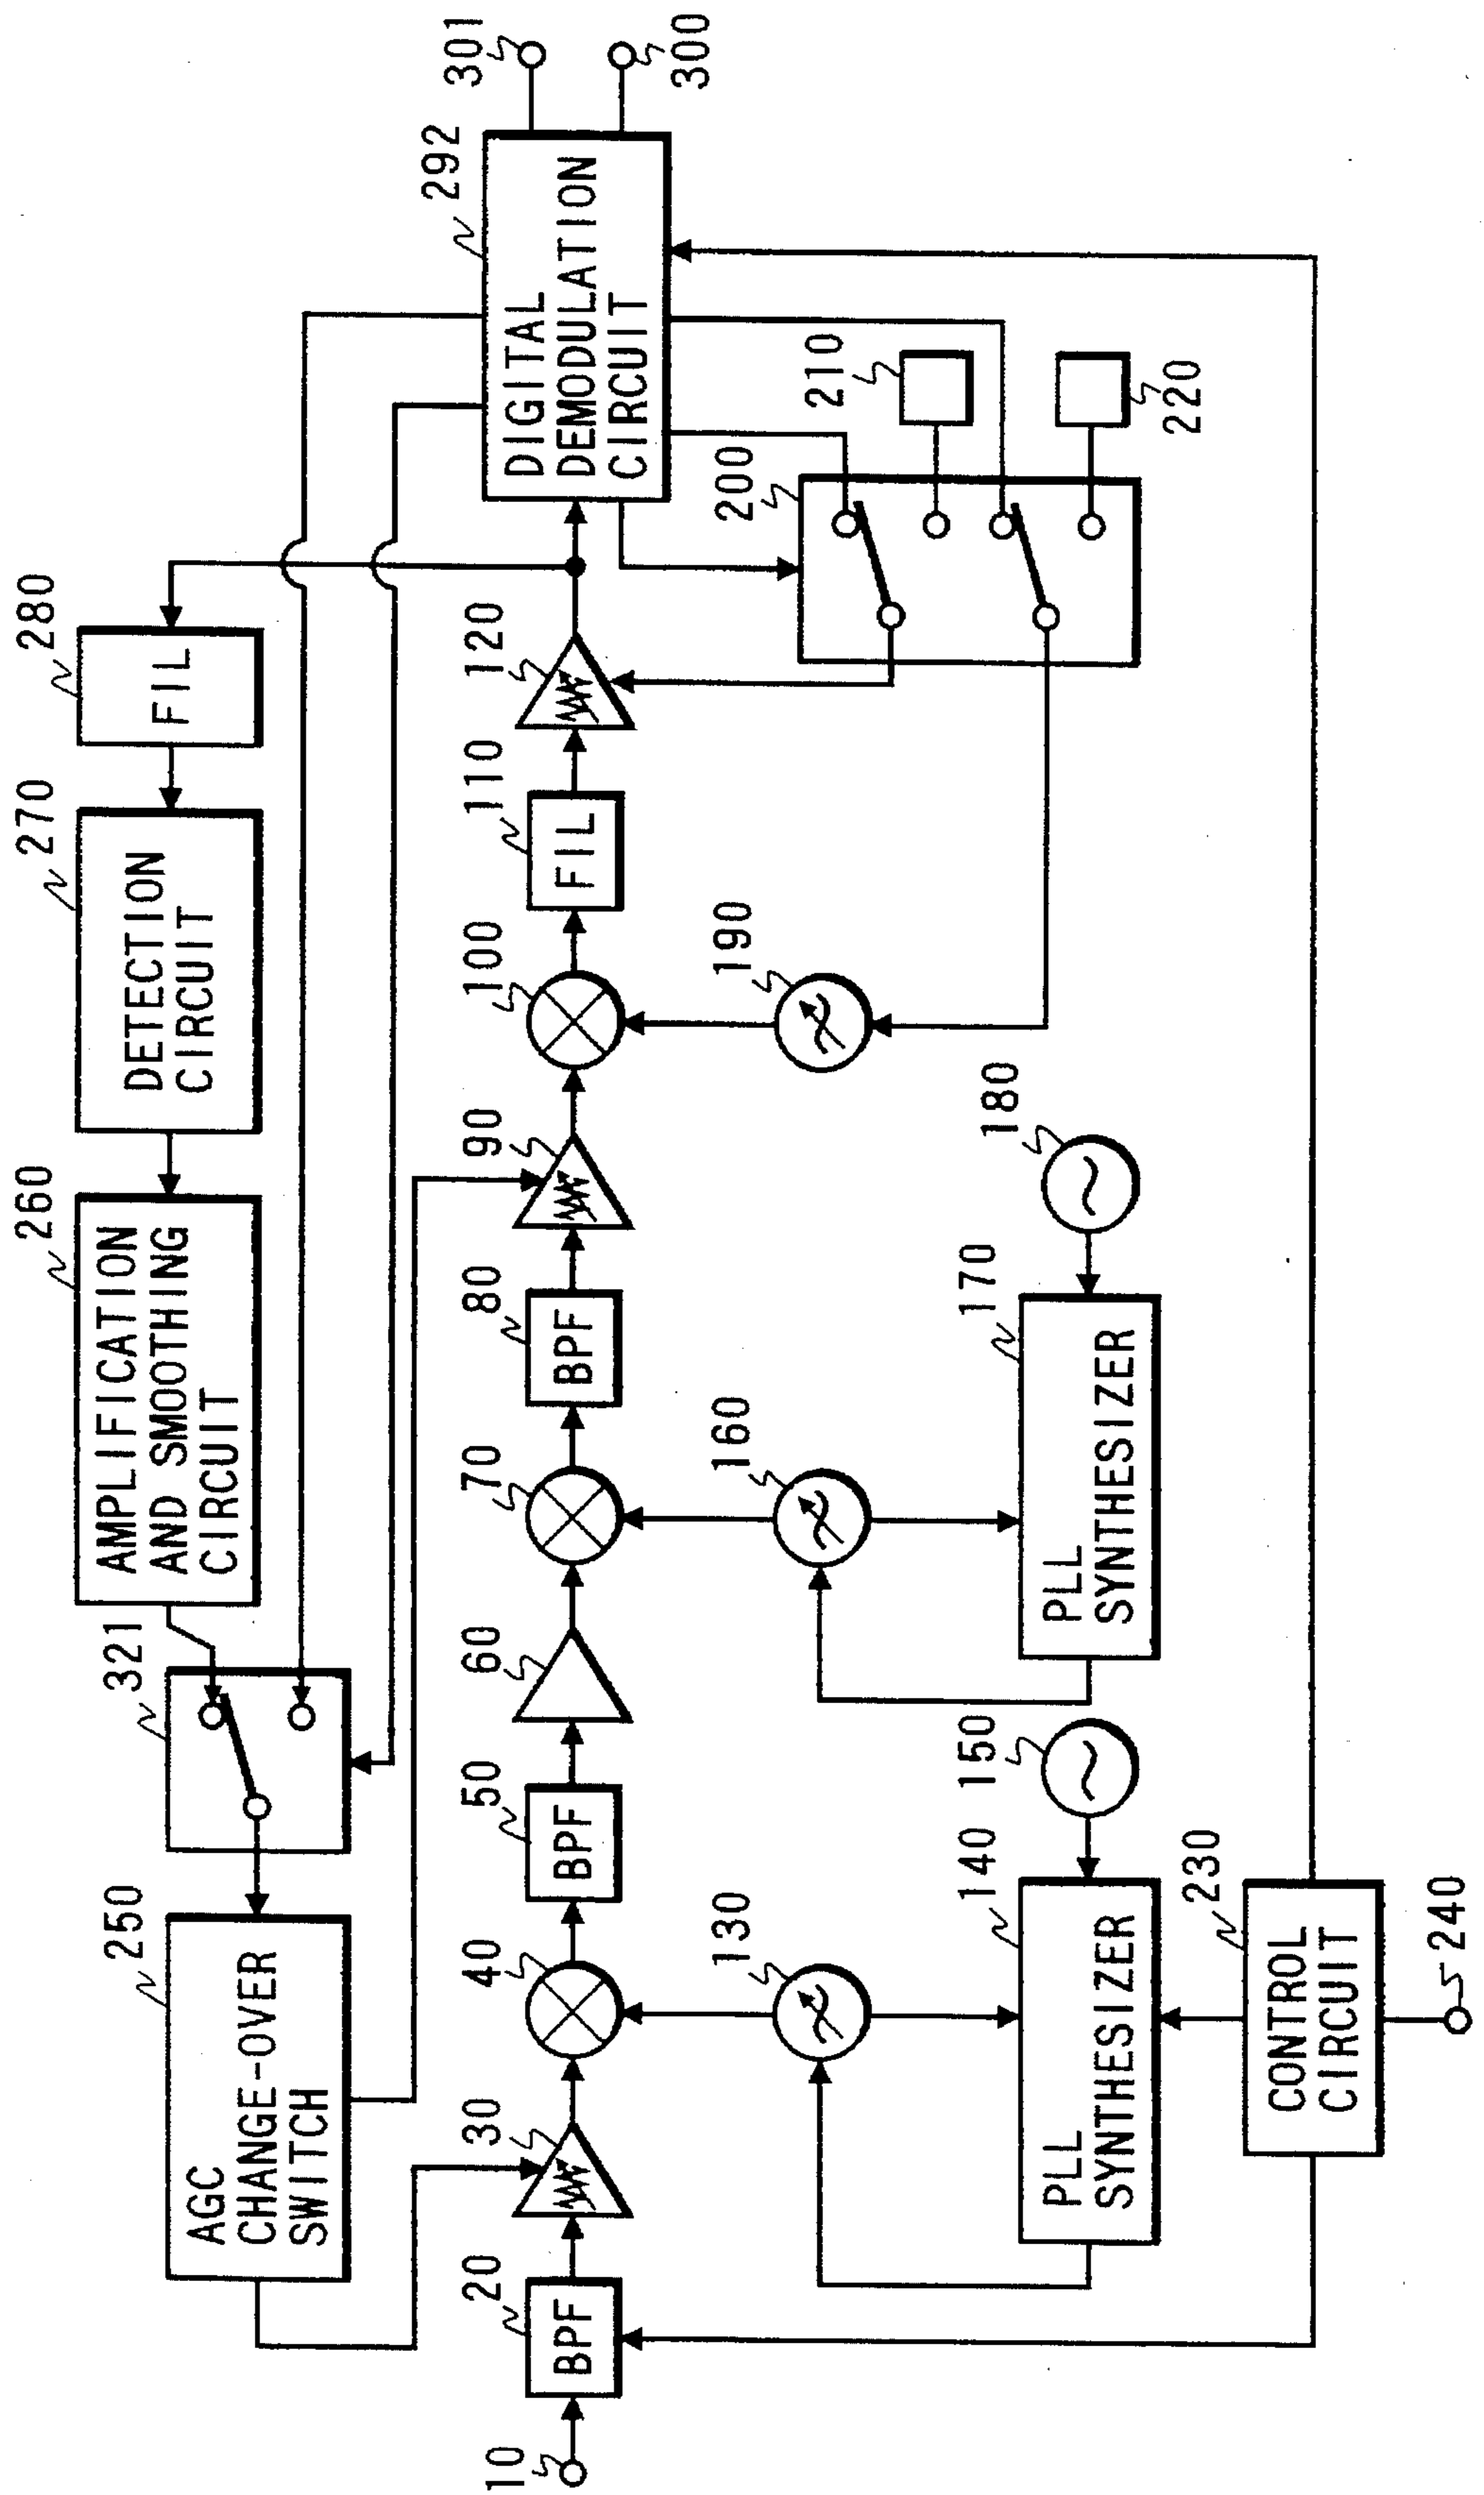 280
FIL
270
DETECTION
CIRCUIT
260
AMPLIFICATION
AND SMOOTHING
CIRCUIT
321
250
AGC
CHANGE-OVER
SWITCH
10
20
BPF
30
40
50
BPF
60
70
80
BPF
90
100
110
FIL
120
292
DIGITAL
DEMODULATION
CIRCUIT
301
300
130
160
190
200
210
220
140
PLL
SYNTHESIZER
150
170
PLL
SYNTHESIZER
180
230
CONTROL
CIRCUIT
240